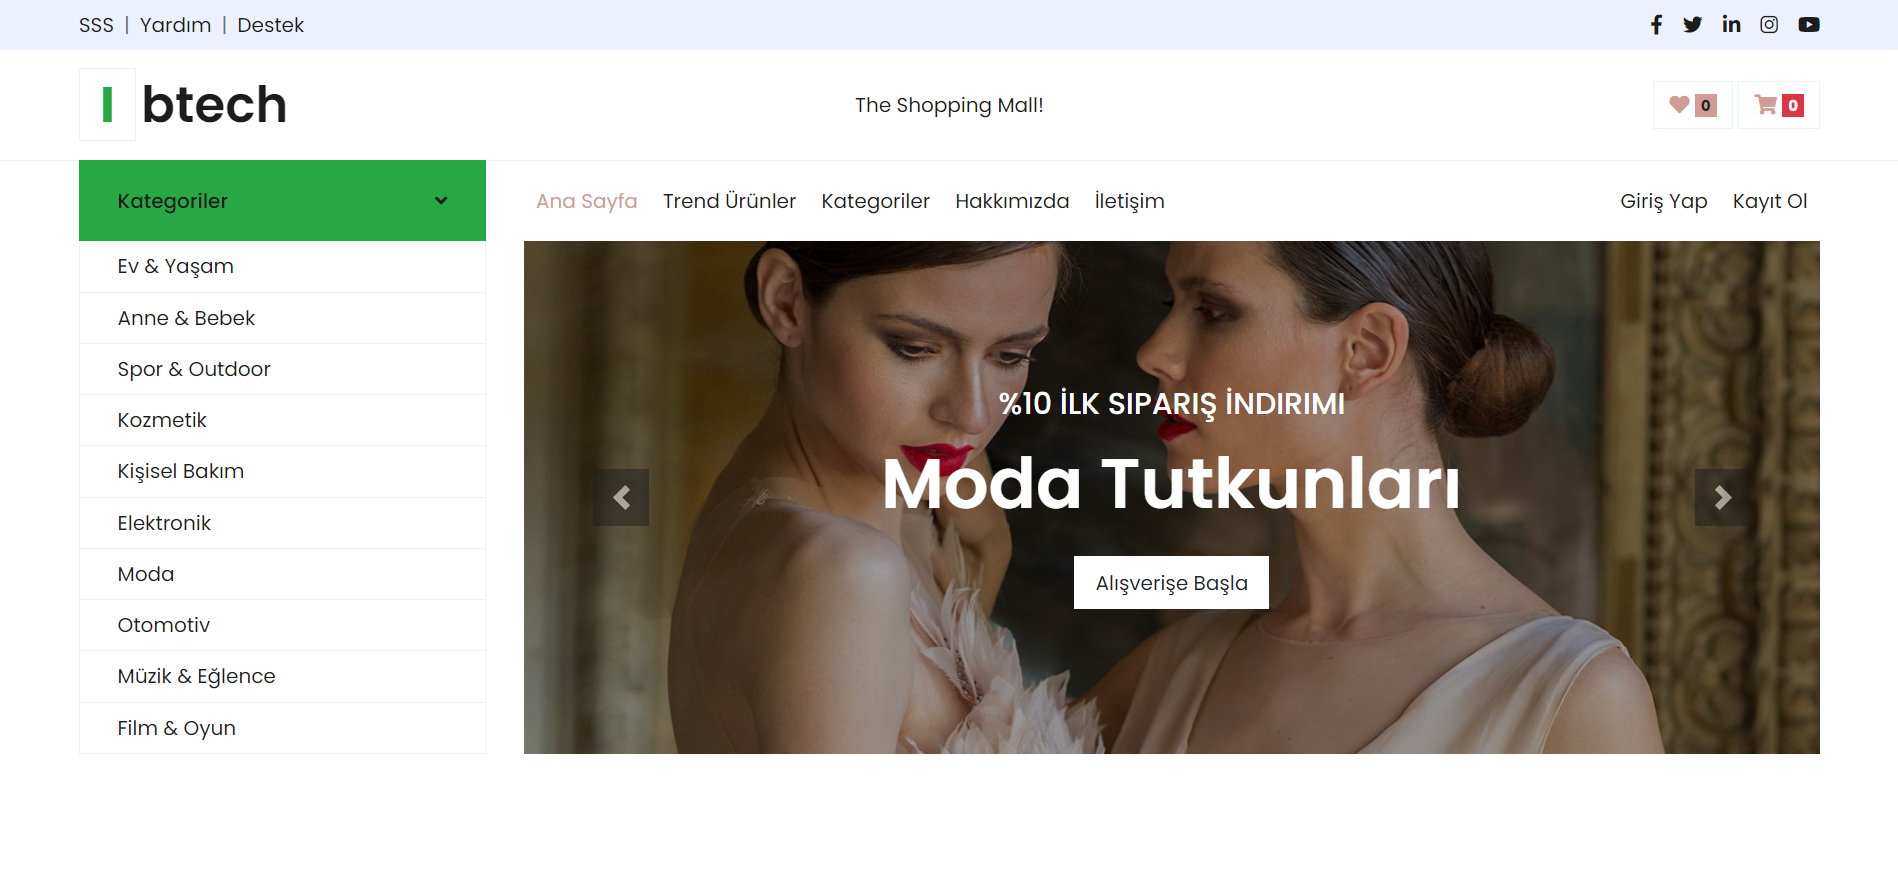 SSS | Yardım | Destek
I btech
The Shopping Mall!
0
0
Kategoriler
Ana Sayfa Trend Ürünler Kategoriler Hakkımızda İletişim
Giriş Yap Kayıt Ol
Ev & Yaşam
Anne & Bebek
Spor & Outdoor
Kozmetik
Kişisel Bakım
Elektronik
Moda
Otomotiv
Müzik & Eğlence
Film & Oyun
%10 İLK SIPARIŞ İNDIRIMI
Moda Tutkunları
Alışverişe Başla